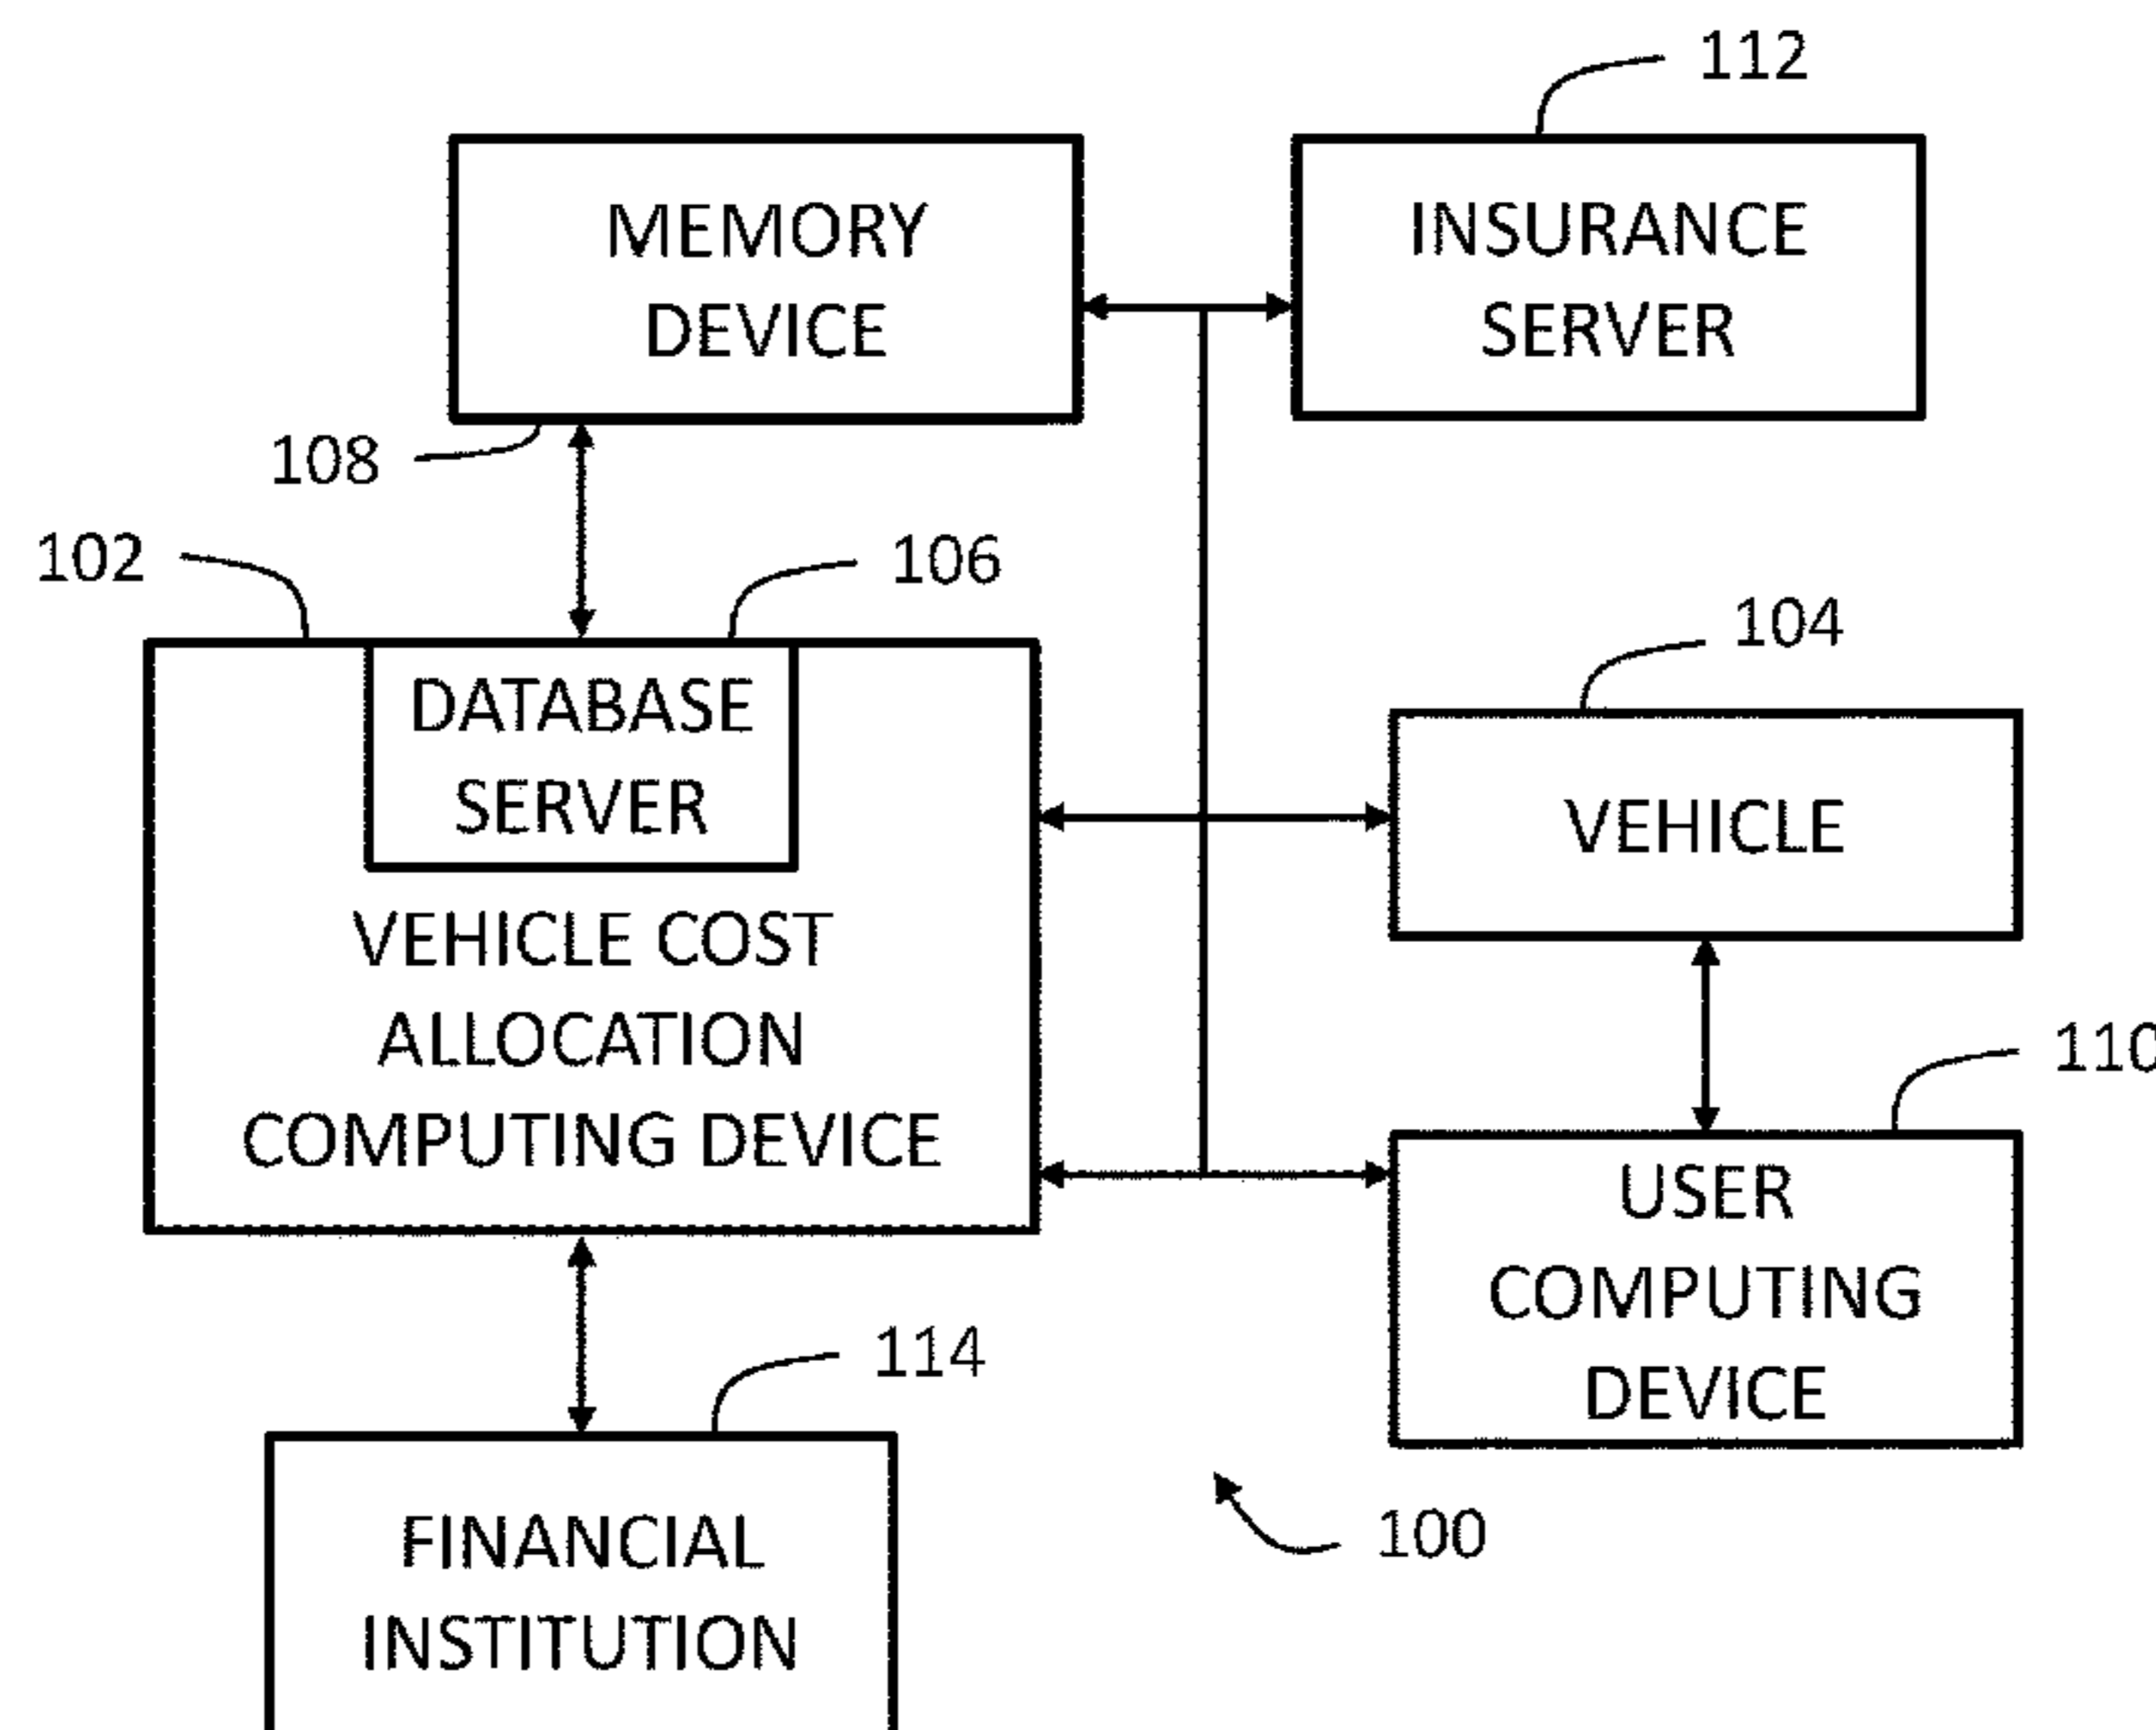 112
MEMORY
DEVICE
INSURANCE
SERVER
108
102
106
104
DATABASE
SERVER
VEHICLE COST
ALLOCATION
COMPUTING DEVICE
VEHICLE
110
USER
COMPUTING
DEVICE
114
FINANCIAL
INSTITUTION
100